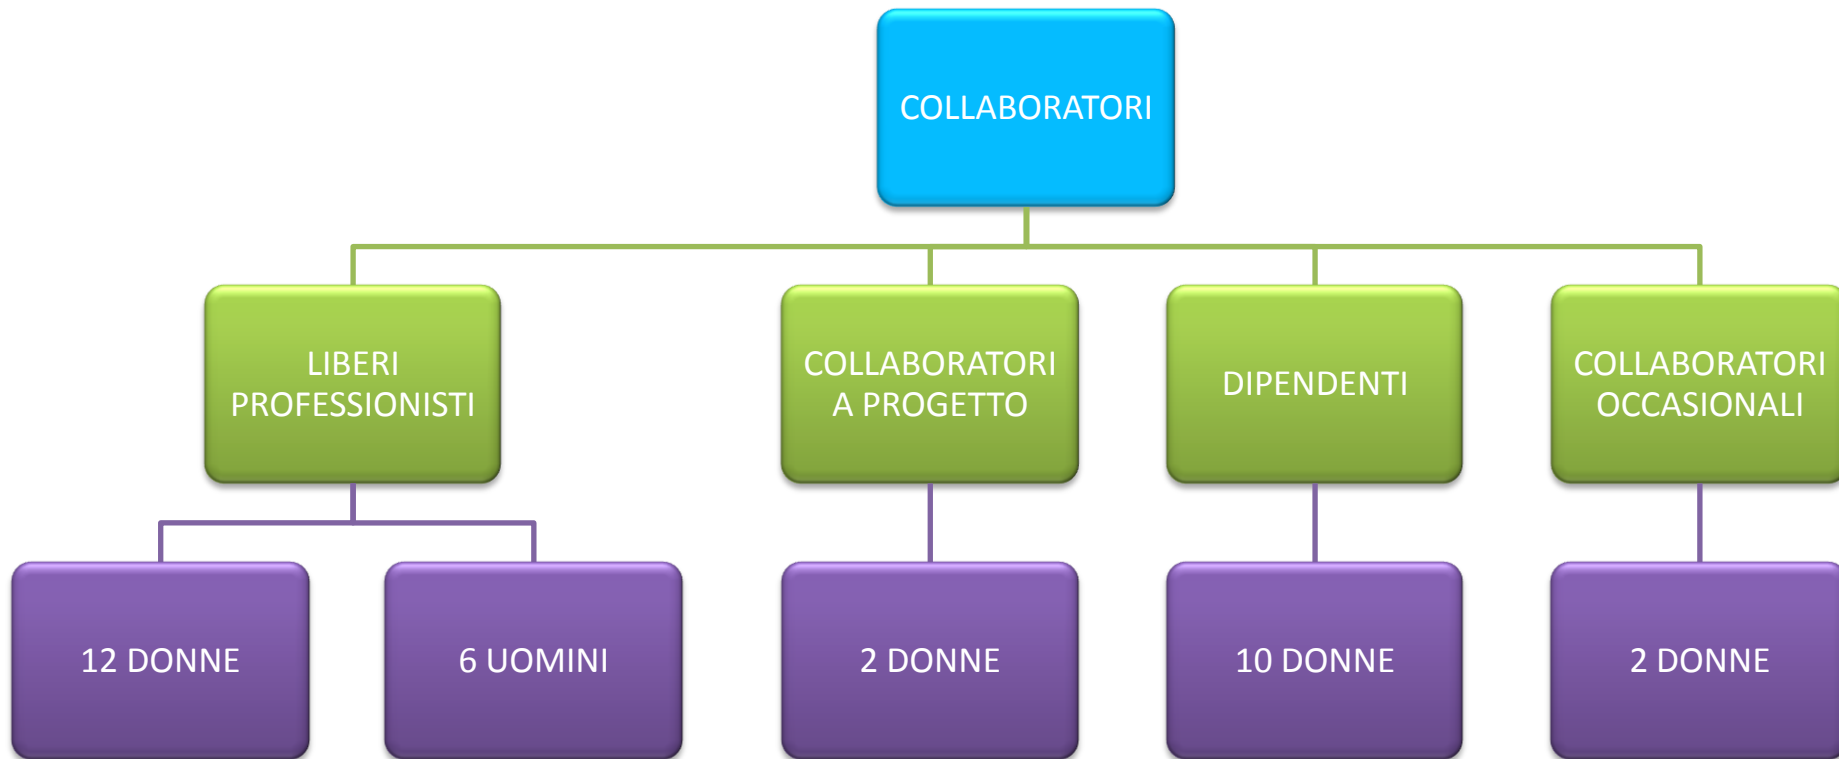 COLLABORATORI
LIBERI
PROFESSIONISTI
COLLABORATORI
A PROGETTO
DIPENDENTI
COLLABORATORI
OCCASIONALI
12 DONNE
6 UOMINI
2 DONNE
10 DONNE
2 DONNE